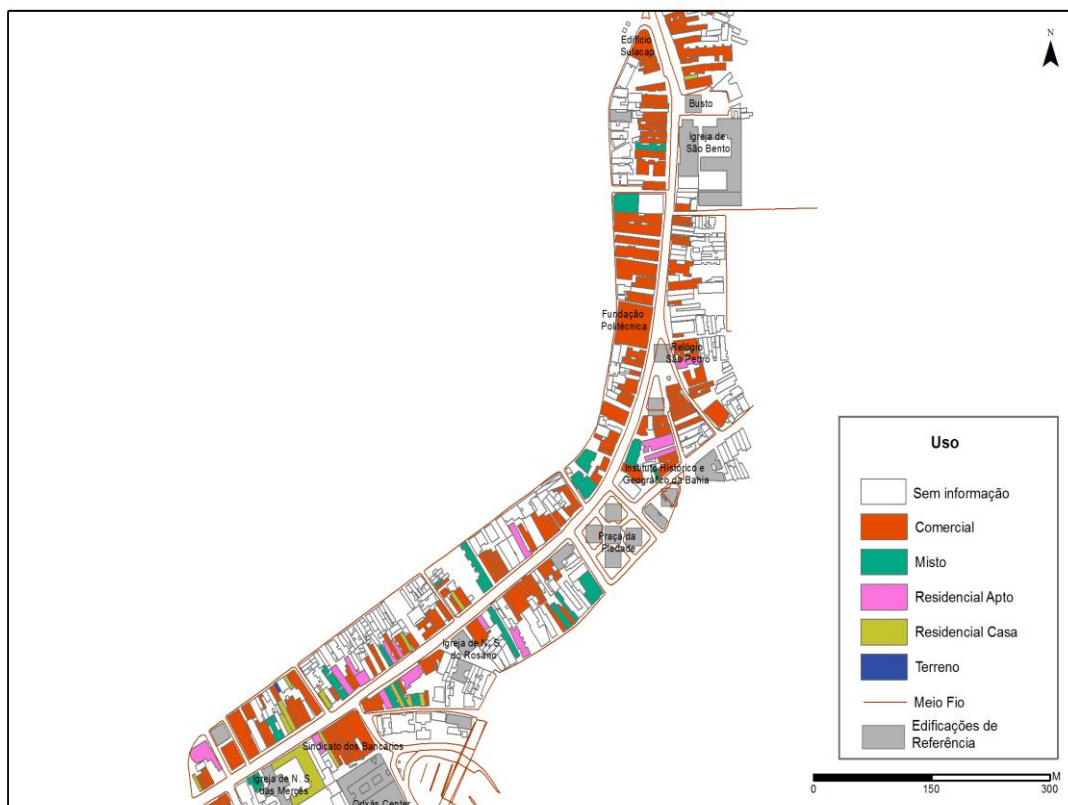 Edifício
Sulacap
N
Busto
Igreja de
São Bento
Fundação
Politécnica
Relógio
São Pedro
Instituto Histórico e
Geográfico da Bahia
Praça da
Piedade
Igreja de N. S.
do Rosário
Sindicato dos Bancários
Igreja de N. S.
das Mercês
Orixás Center
Uso
Sem informação
Comercial
Misto
Residencial Apto
Residencial Casa
Terreno
Meio Fio
Edificações de
Referência
M
0 150 300